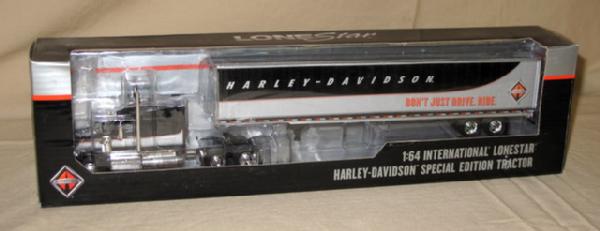 LONESTAR
HARLEY-DAVIDSON
DON'T JUST DRIVE. RIDE.
1:64 INTERNATIONAL® LONESTAR®
HARLEY-DAVIDSON SPECIAL EDITION TRACTOR